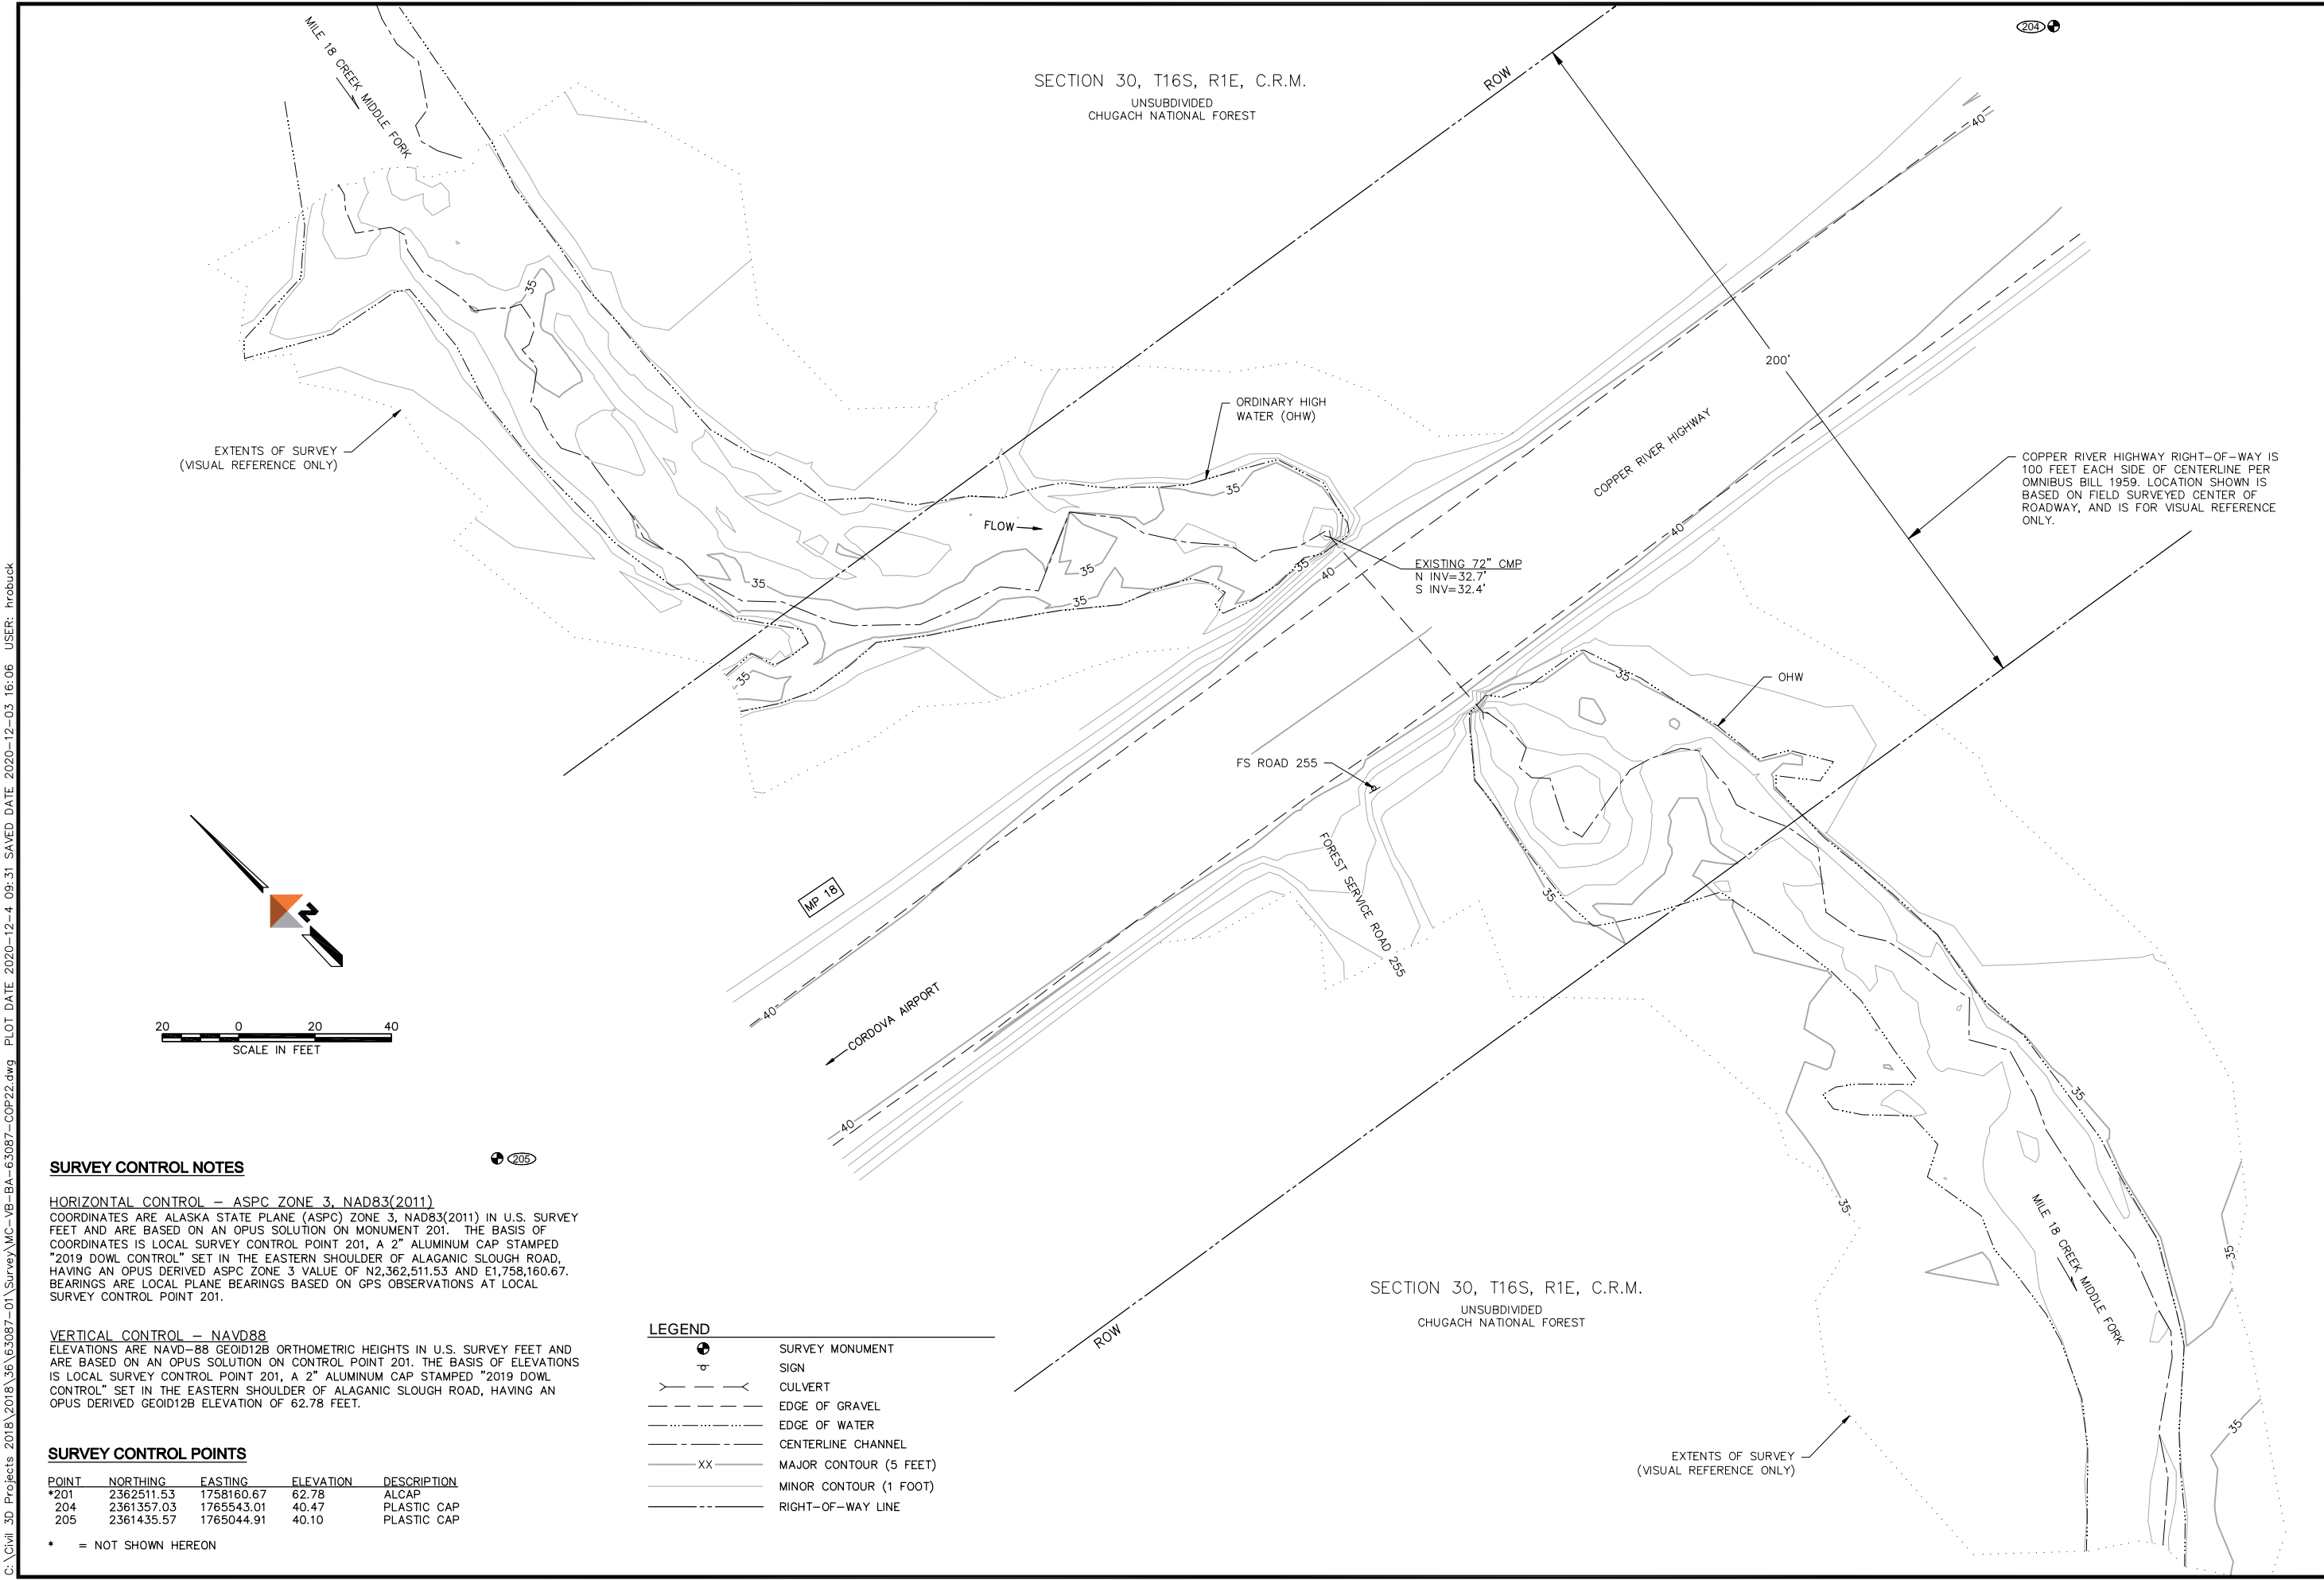 MILE 18 CREEK MIDDLE FORK
SECTION 30, T16S, R1E, C.R.M.
UNSUBDIVIDED
CHUGACH NATIONAL FOREST
ROW
204
40
200'
35
ORDINARY HIGH
WATER (OHW)
EXTENTS OF SURVEY
(VISUAL REFERENCE ONLY)
COPPER RIVER HIGHWAY
COPPER RIVER HIGHWAY RIGHT-OF-WAY IS
100 FEET EACH SIDE OF CENTERLINE PER
OMNIBUS BILL 1959. LOCATION SHOWN IS
BASED ON FIELD SURVEYED CENTER OF
ROADWAY, AND IS FOR VISUAL REFERENCE
ONLY.
35
FLOW
40
35
35
35
35
40
EXISTING 72" CMP
N INV=32.7'
S INV=32.4'
35
35
OHW
FS ROAD 255
FOREST SERVICE ROAD 255
MP 18
35
N
40
CORDOVA AIRPORT
20 0 20 40
SCALE IN FEET
40
35
35
35
35
MILE 18 CREEK MIDDLE FORK
205
SURVEY CONTROL NOTES
HORIZONTAL CONTROL - ASPC ZONE 3, NAD83(2011)
COORDINATES ARE ALASKA STATE PLANE (ASPC) ZONE 3, NAD83(2011) IN U.S. SURVEY
FEET AND ARE BASED ON AN OPUS SOLUTION ON MONUMENT 201. THE BASIS OF
COORDINATES IS LOCAL SURVEY CONTROL POINT 201, A 2" ALUMINUM CAP STAMPED
"2019 DOWL CONTROL" SET IN THE EASTERN SHOULDER OF ALAGANIC SLOUGH ROAD,
HAVING AN OPUS DERIVED ASPC ZONE 3 VALUE OF N2,362,511.53 AND E1,758,160.67.
BEARINGS ARE LOCAL PLANE BEARINGS BASED ON GPS OBSERVATIONS AT LOCAL
SURVEY CONTROL POINT 201.
VERTICAL CONTROL - NAVD88
ELEVATIONS ARE NAVD-88 GEOID12B ORTHOMETRIC HEIGHTS IN U.S. SURVEY FEET AND
ARE BASED ON AN OPUS SOLUTION ON CONTROL POINT 201. THE BASIS OF ELEVATIONS
IS LOCAL SURVEY CONTROL POINT 201, A 2" ALUMINUM CAP STAMPED "2019 DOWL
CONTROL" SET IN THE EASTERN SHOULDER OF ALAGANIC SLOUGH ROAD, HAVING AN
OPUS DERIVED GEOID12B ELEVATION OF 62.78 FEET.
SURVEY CONTROL POINTS
POINT NORTHING EASTING ELEVATION DESCRIPTION
*201 2362511.53 1758160.67 62.78 ALCAP
204 2361357.03 1765543.01 40.47 PLASTIC CAP
205 2361435.57 1765044.91 40.10 PLASTIC CAP
* = NOT SHOWN HEREON
LEGEND
SURVEY MONUMENT
SIGN
CULVERT
EDGE OF GRAVEL
EDGE OF WATER
CENTERLINE CHANNEL
XX MAJOR CONTOUR (5 FEET)
MINOR CONTOUR (1 FOOT)
RIGHT-OF-WAY LINE
ROW
SECTION 30, T16S, R1E, C.R.M.
UNSUBDIVIDED
CHUGACH NATIONAL FOREST
EXTENTS OF SURVEY
(VISUAL REFERENCE ONLY)
C:\Civil 3D Projects 2018\2018\36\63087-01\Survey\MC-VB-BA-63087-COP22.dwg PLOT DATE 2020-12-4 09:31 SAVED DATE 2020-12-03 16:06 USER: hrobuck